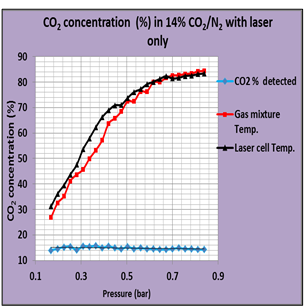 CO₂ concentration (%) in 14% CO₂/N₂ with laser
only
90
80
70
60
50
40
30
20
10
CO₂ concentration (%)
0.1 0.3 0.5 0.7 0.9
Pressure (bar)
CO2 % detected
Gas mixture
Temp.
Laser cell Temp.